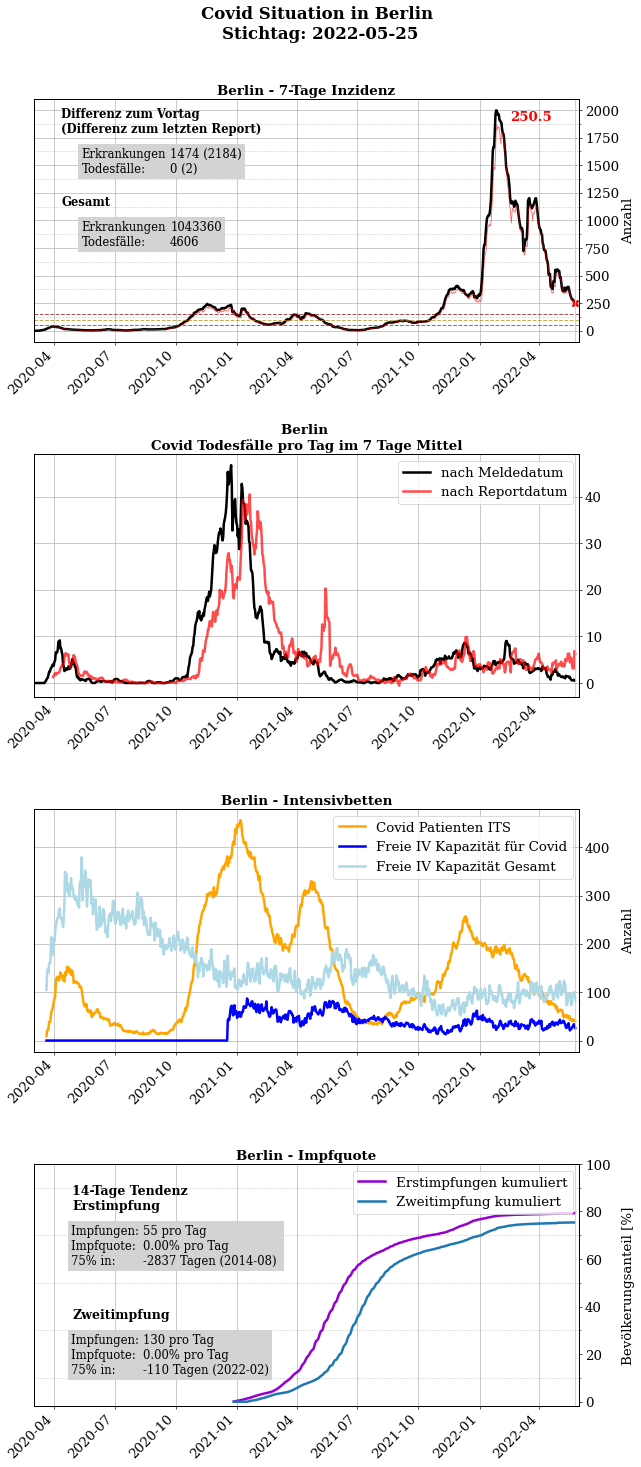 Covid Situation in Berlin
Stichtag: 2022-05-25
Berlin - 7-Tage Inzidenz
Differenz zum Vortag
(Differenz zum letzten Report)
Erkrankungen 1474 (2184)
Todesfälle: 0 (2)
Gesamt
Erkrankungen 1043360
Todesfälle: 4606
250.5
2000
1750
1500
1250
1000
750
500
250
0
Anzahl
2020-04
2020-07
2020-10
2021-01
2021-04
2021-07
2021-10
2022-01
2022-04
Berlin
Covid Todesfälle pro Tag im 7 Tage Mittel
nach Meldedatum
nach Reportdatum
40
30
20
10
0
2020-04
2020-07
2020-10
2021-01
2021-04
2021-07
2021-10
2022-01
2022-04
Berlin - Intensivbetten
Covid Patienten ITS
Freie IV Kapazität für Covid
Freie IV Kapazität Gesamt
400
300
200
100
0
Anzahl
2020-04
2020-07
2020-10
2021-01
2021-04
2021-07
2021-10
2022-01
2022-04
Berlin - Impfquote
14-Tage Tendenz
Erstimpfung
Impfungen: 55 pro Tag
Impfquote: 0.00% pro Tag
75% in: -2837 Tagen (2014-08)
Zweitimpfung
Impfungen: 130 pro Tag
Impfquote: 0.00% pro Tag
75% in: -110 Tagen (2022-02)
Erstimpfungen kumuliert
Zweitimpfung kumuliert
100
80
60
40
20
0
Bevölkerungsanteil [%]
2020-04
2020-07
2020-10
2021-01
2021-04
2021-07
2021-10
2022-01
2022-04